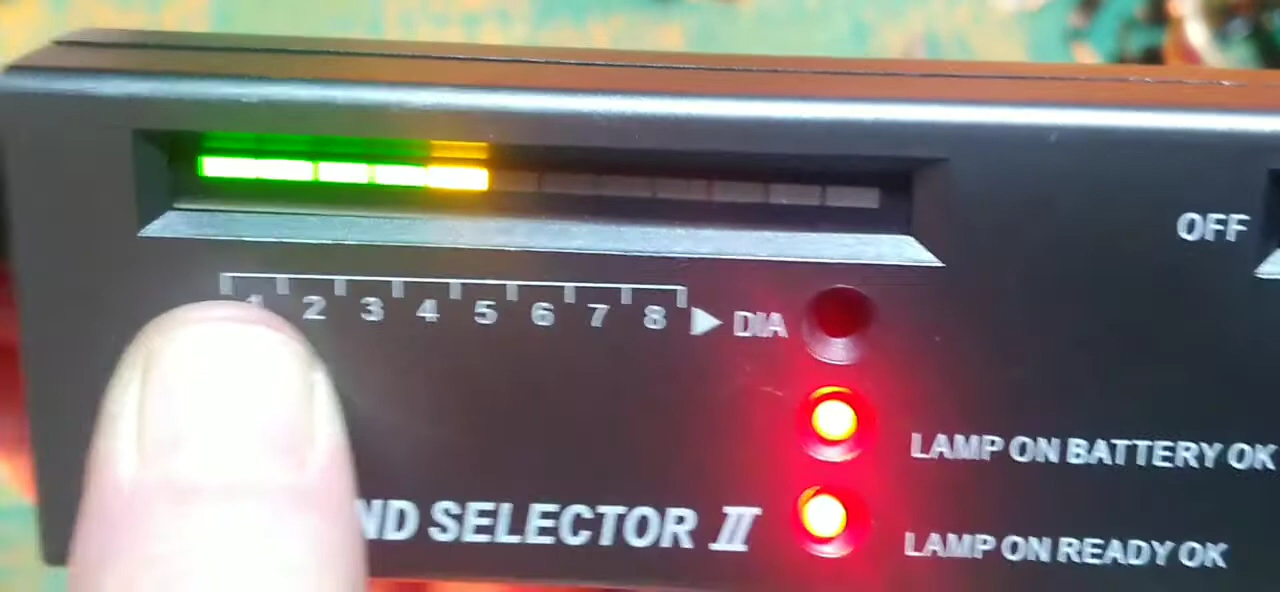 OFF
1 2 3 4 5 6 7 8 ▶ DIA
LAMP ON BATTERY OK
ND SELECTOR II
LAMP ON READY OK